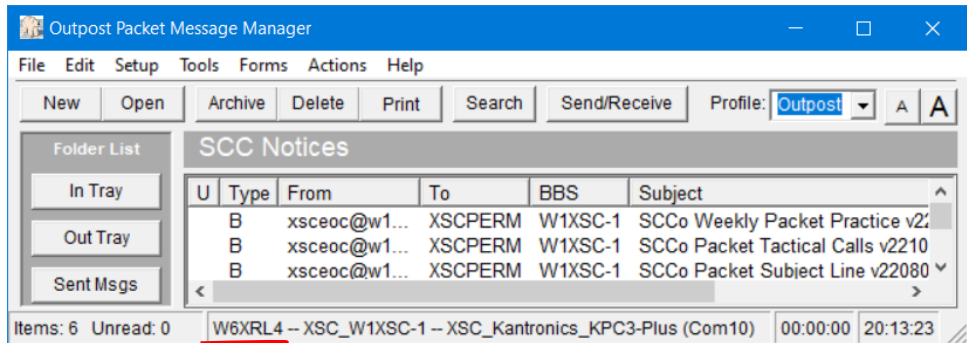 Outpost Packet Message Manager
File Edit Setup Tools Forms Actions Help
New Open Archive Delete Print Search Send/Receive Profile: Outpost A A
Folder List SCC Notices
In Tray
Out Tray
Sent Msgs
U Type From To BBS Subject
B xsceoc@w1... XSCPERM W1XSC-1 SCCo Weekly Packet Practice v22
B xsceoc@w1... XSCPERM W1XSC-1 SCCo Packet Tactical Calls v2210
B xsceoc@w1... XSCPERM W1XSC-1 SCCo Packet Subject Line v22080
Items: 6 Unread: 0 W6XRL4 -- XSC_W1XSC-1 -- XSC_Kantronics_KPC3-Plus (Com10) 00:00:00 20:13:23